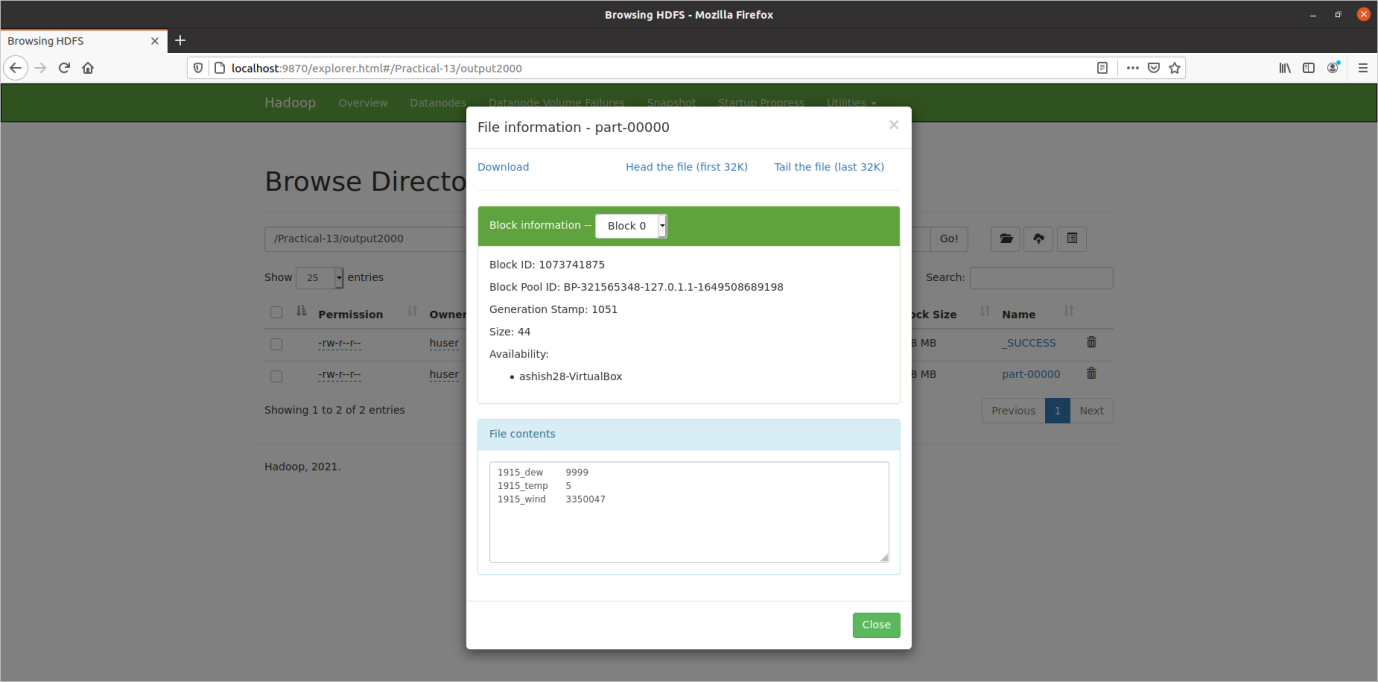 Browsing HDFS - Mozilla Firefox
Browsing HDFS
localhost:9870/explorer.html#/Practical-13/output2000
Hadoop Overview Datanodes Datanode Volume Failures Snapshot Startup Progress Utilities
File information - part-00000
Download Head the file (first 32K) Tail the file (last 32K)
Browse Directo
Block information -- Block 0
/Practical-13/output2000 Go!
Block ID: 1073741875
Show 25 entries Search:
Block Pool ID: BP-321565348-127.0.1.1-1649508689198
Generation Stamp: 1051
Permission Owner ock Size Name
Size: 44
-rw-r--r-- huser 8 MB _SUCCESS
Availability:
-rw-r--r-- huser 8 MB part-00000
ashish28-VirtualBox
Showing 1 to 2 of 2 entries Previous 1 Next
File contents
Hadoop, 2021.
1915_dew 9999
1915_temp 5
1915_wind 3350047
Close